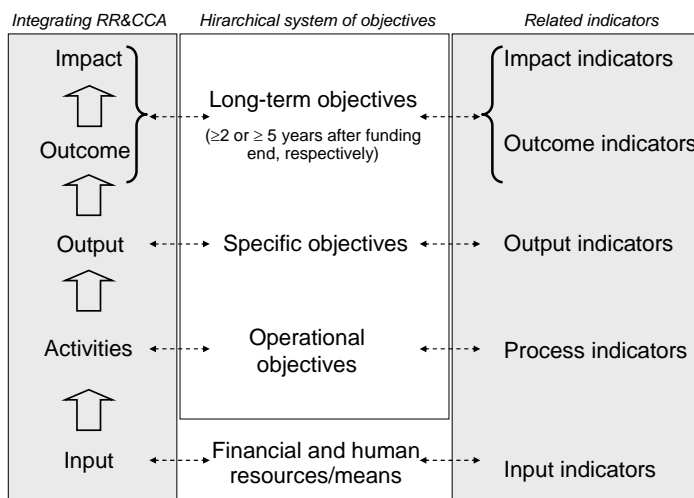 Integrating RR&CCA
Hirarchical system of objectives
Related indicators
Impact
Long-term objectives
(≥2 or ≥ 5 years after funding
end, respectively)
Impact indicators
Outcome
Outcome indicators
Output
Specific objectives
Output indicators
Activities
Operational
objectives
Process indicators
Input
Financial and human
resources/means
Input indicators